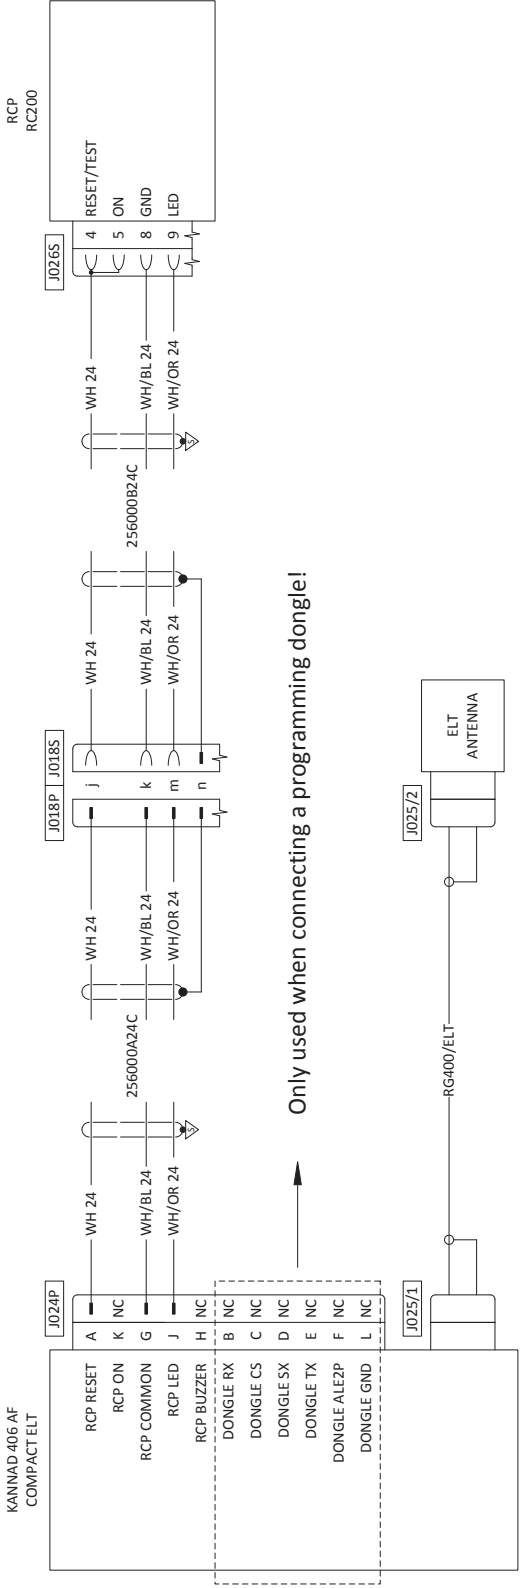 KANNAD 406 AF
COMPACT ELT
J024P
RCP RESET A
RCP ON K NC
RCP COMMON G
RCP LED J
RCP BUZZER H NC
DONGLE RX B NC
DONGLE CS C NC
DONGLE SX D NC
DONGLE TX E NC
DONGLE ALE2P F NC
DONGLE GND L NC
WH 24
WH/BL 24
WH/OR 24
S
256000A24C
WH 24
WH/BL 24
WH/OR 24
J018P J018S
j
k
m
n
WH 24
WH/BL 24
WH/OR 24
256000B24C
WH 24
WH/BL 24
WH/OR 24
S
J026S
4 RESET/TEST
5 ON
8 GND
9 LED
RCP
RC200
Only used when connecting a programming dongle!
J025/1
RG400/ELT
J025/2
ELT
ANTENNA